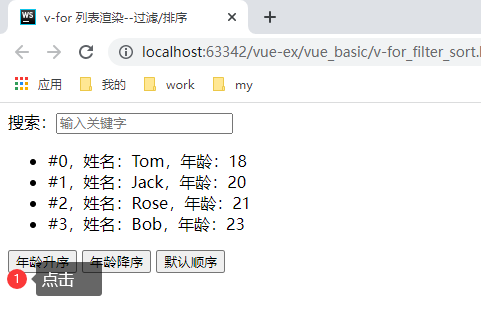 v-for 列表渲染--过滤/排序
localhost:63342/vue-ex/vue_basic/v-for_filter_sort.
应用 我的 work my
搜索：输入关键字
#0，姓名：Tom，年龄：18
#1，姓名：Jack，年龄：20
#2，姓名：Rose，年龄：21
#3，姓名：Bob，年龄：23
年龄升序 年龄降序 默认顺序
1 点击